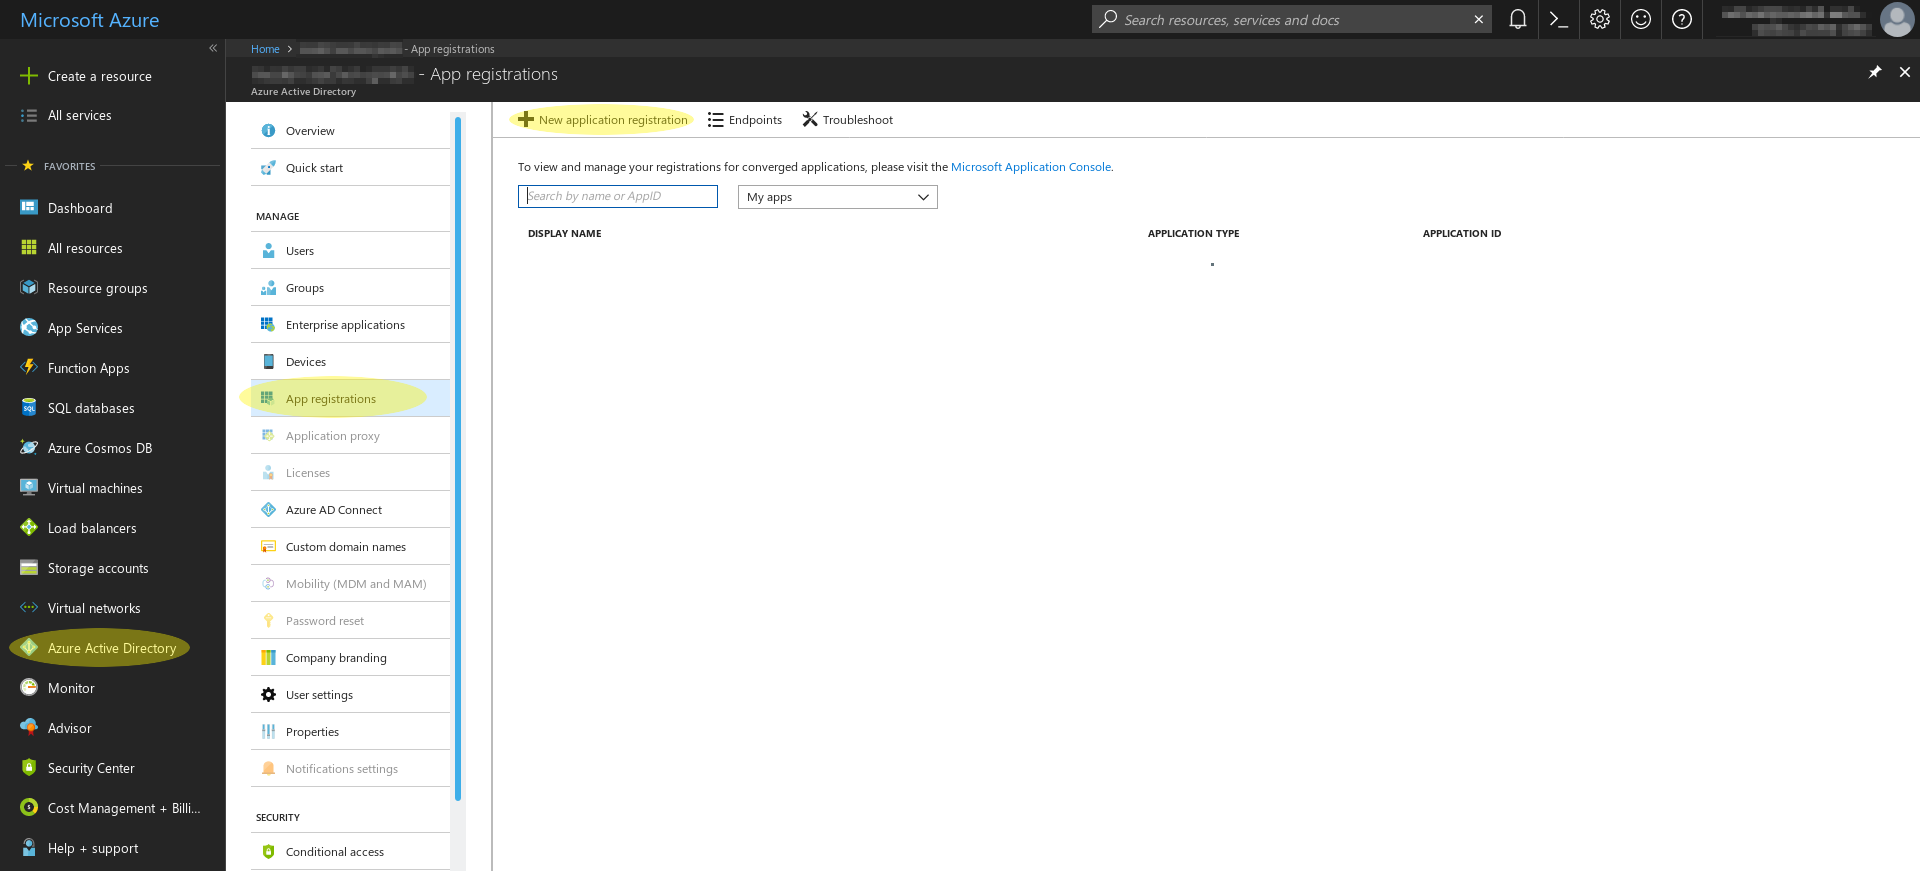 Microsoft Azure
Search resources, services and docs
Home > - App registrations
- App registrations
Azure Active Directory
Create a resource
All services
FAVORITES
Dashboard
All resources
Resource groups
App Services
Function Apps
SQL databases
Azure Cosmos DB
Virtual machines
Load balancers
Storage accounts
Virtual networks
Azure Active Directory
Monitor
Advisor
Security Center
Cost Management + Billi...
Help + support
Overview
Quick start
MANAGE
Users
Groups
Enterprise applications
Devices
App registrations
Application proxy
Licenses
Azure AD Connect
Custom domain names
Mobility (MDM and MAM)
Password reset
Company branding
User settings
Properties
Notifications settings
SECURITY
Conditional access
New application registration Endpoints Troubleshoot
To view and manage your registrations for converged applications, please visit the Microsoft Application Console.
Search by name or AppID My apps
DISPLAY NAME APPLICATION TYPE APPLICATION ID